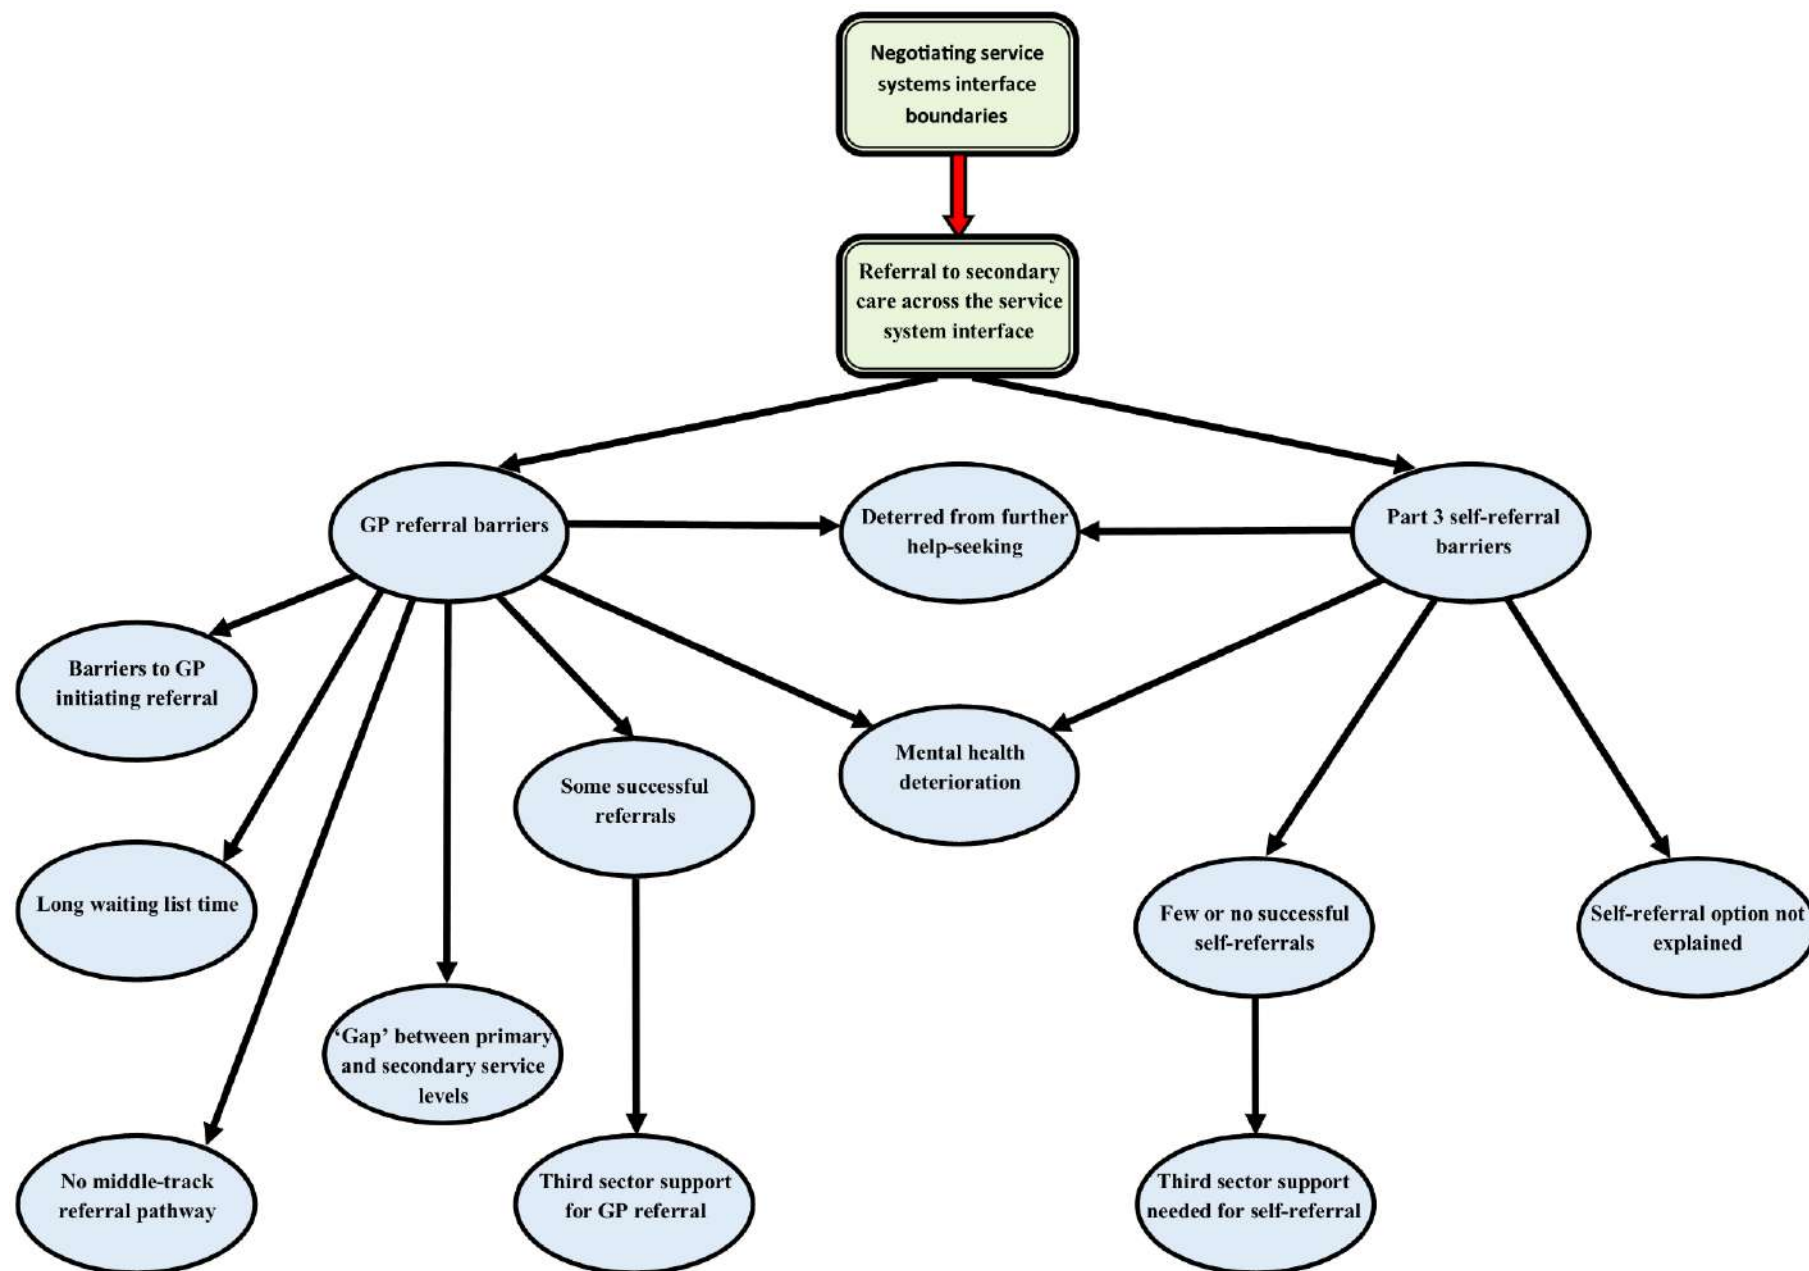 Negotiating service
systems interface
boundaries
Referral to secondary
care across the service
system interface
GP referral barriers
Deterred from further
help-seeking
Part 3 self-referral
barriers
Barriers to GP
initiating referral
Some successful
referrals
Mental health
deterioration
Long waiting list time
Few or no successful
self-referrals
Self-referral option not
explained
‘Gap’ between primary
and secondary service
levels
No middle-track
referral pathway
Third sector support
for GP referral
Third sector support
needed for self-referral